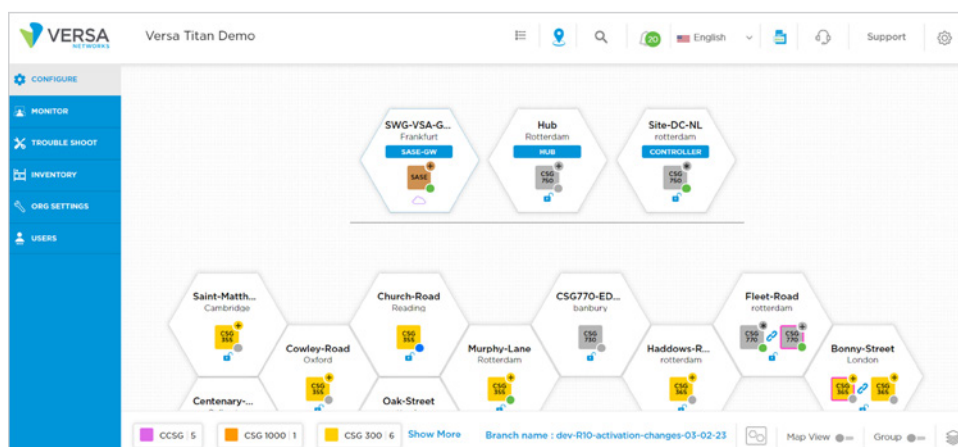 VERSA
NETWORKS
Versa Titan Demo
20
English
Support
CONFIGURE
MONITOR
TROUBLE SHOOT
INVENTORY
ORG SETTINGS
USERS
SWG-VSA-G...
Frankfurt
SASE-GW
SASE
Hub
Rotterdam
HUB
CSG
750
Site-DC-NL
rotterdam
CONTROLLER
CSG
750
Saint-Matth...
Cambridge
CSG
355
Church-Road
Reading
CSG
355
CSG770-ED...
banbury
CSG
730
Fleet-Road
rotterdam
CSG
770
CSG
770
Cowley-Road
Oxford
CSG
355
Murphy-Lane
Rotterdam
CSG
355
Haddows-R...
rotterdam
CSG
365
Bonny-Street
London
CSG
365
CSG
365
Centenary-...
Oak-Street
CCSG | 5
CSG 1000 | 1
CSG 300 | 6
Show More
Branch name : dev-R10-activation-changes-03-02-23
Map View
Group